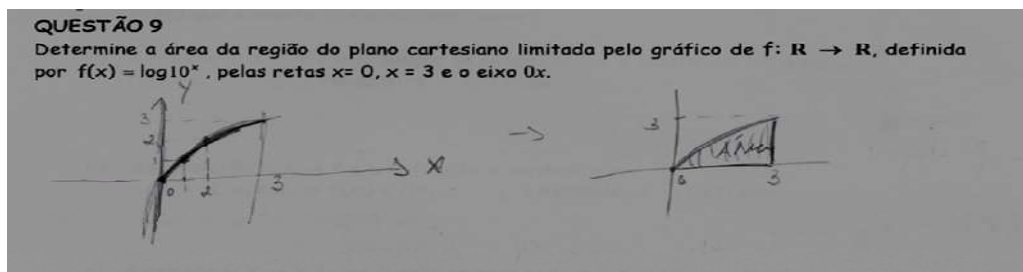 QUESTÃO 9
Determine a área da região do plano cartesiano limitada pelo gráfico de f: R → R, definida
por f(x) = log10ˣ , pelas retas x= 0, x = 3 e o eixo 0x.
Y
3
2
1
0 1 2 3
X
→
3
Área
0 3